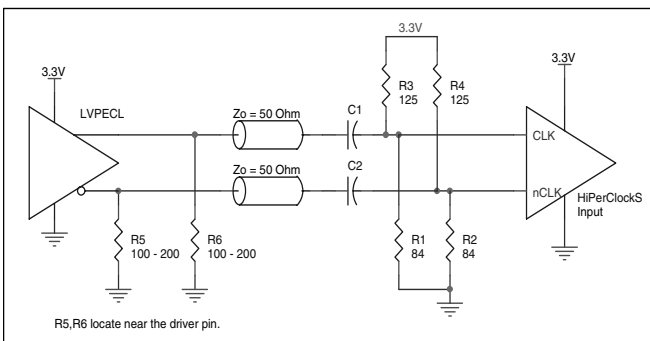 3.3V
3.3V
3.3V
LVPECL
R3
125
R4
125
Zo = 50 Ohm
C1
CLK
Zo = 50 Ohm
C2
nCLK
HiPerClockS
Input
R5
100 - 200
R6
100 - 200
R1
84
R2
84
R5,R6 locate near the driver pin.